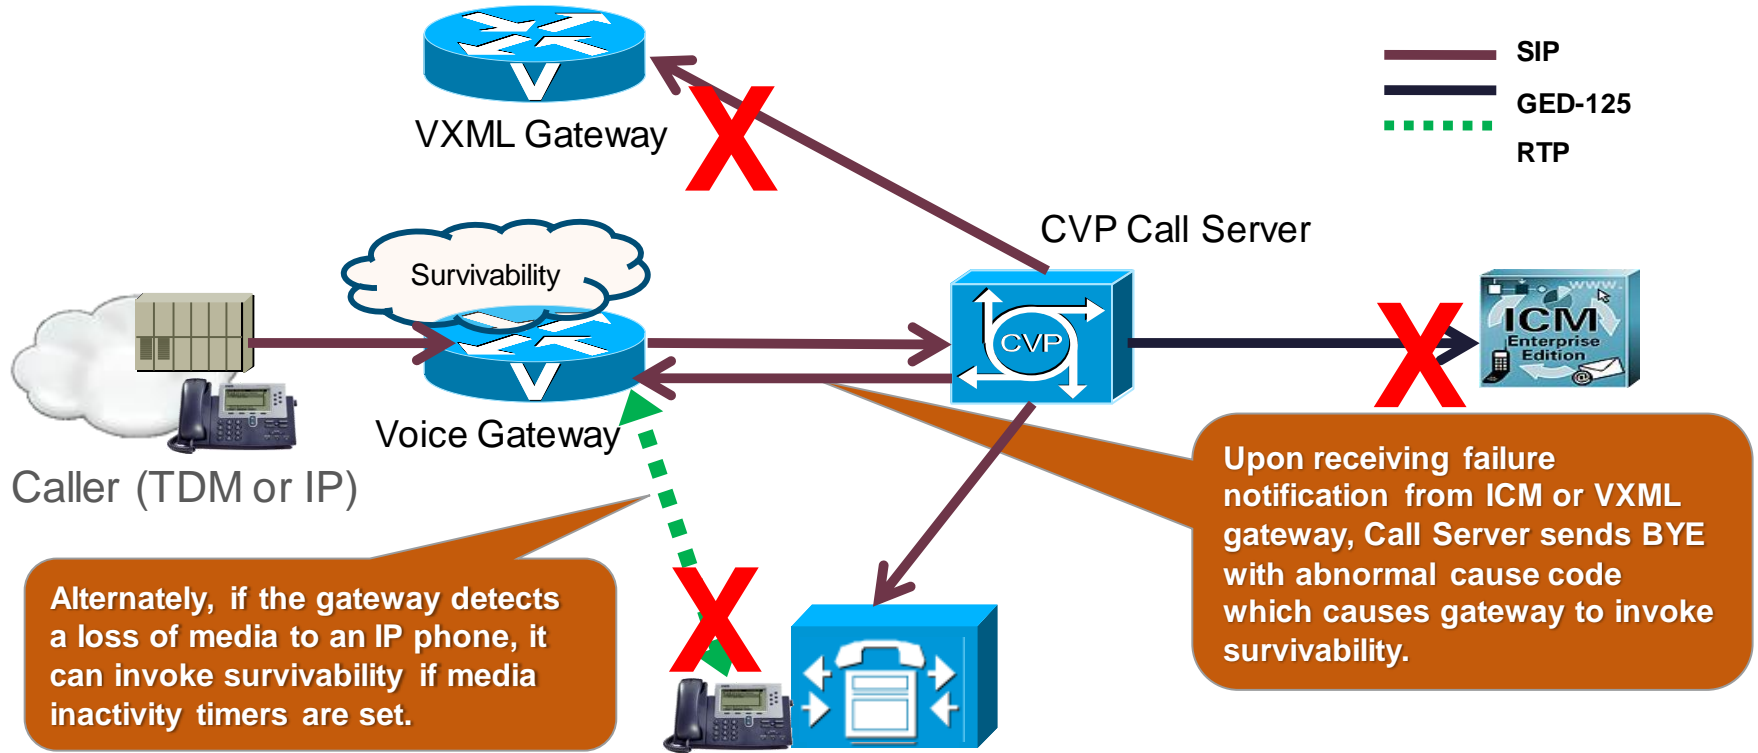 SIP
GED-125
RTP
VXML Gateway
CVP Call Server
Survivability
www.
ICM
Enterprise
Edition
CVP
V
V
Voice Gateway
Caller (TDM or IP)
Upon receiving failure
notification from ICM or VXML
gateway, Call Server sends BYE
with abnormal cause code
which causes gateway to invoke
survivability.
Alternately, if the gateway detects
a loss of media to an IP phone, it
can invoke survivability if media
inactivity timers are set.
X
X
X